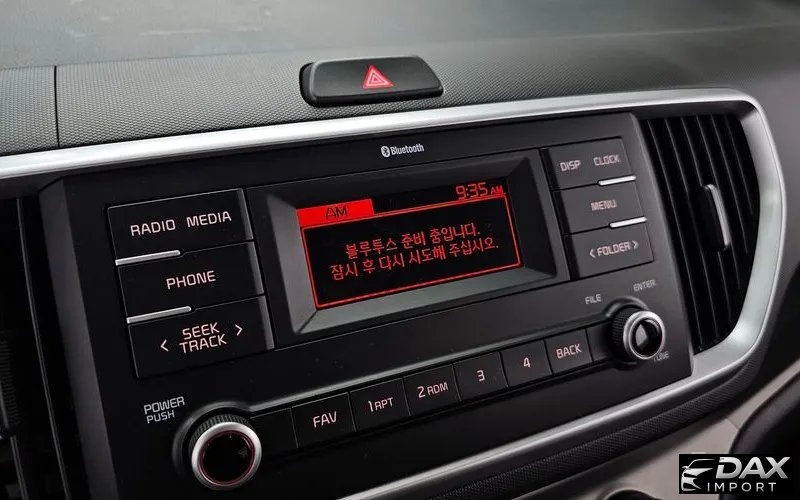 Bluetooth
RADIO MEDIA
PHONE
< SEEK TRACK >
POWER PUSH
AM
9:35 AM
블루투스 준비 중입니다.
잠시 후 다시 시도해 주십시오.
DISP CLOCK
MENU
< FOLDER >
FILE
ENTER
TUNE
FAV
1 RPT
2 RDM
3
4
BACK
DAX
IMPORT